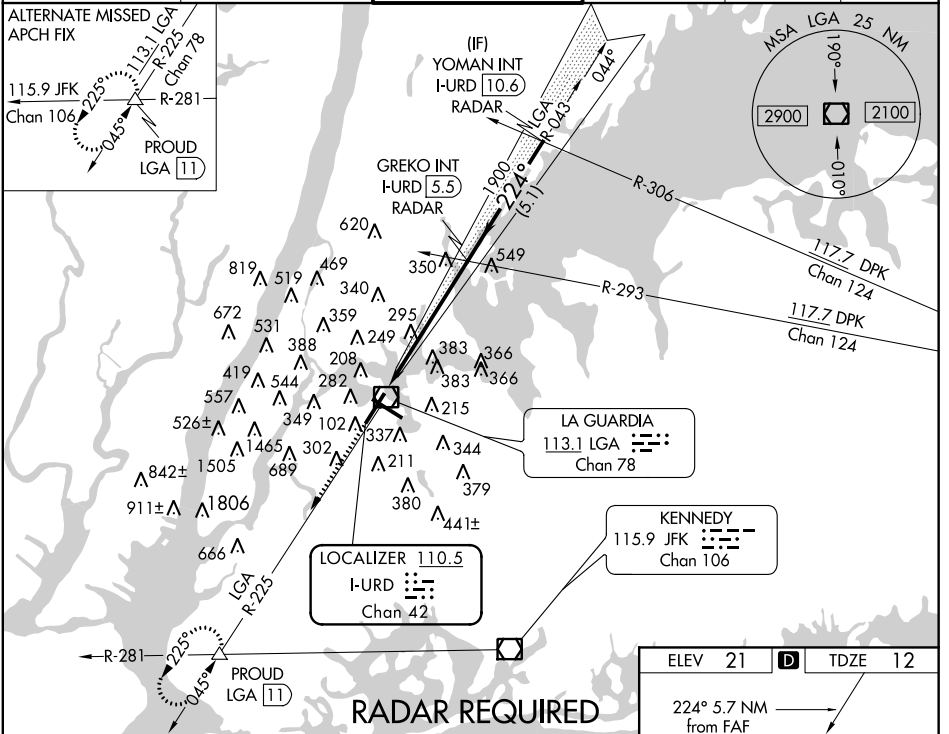 ALTERNATE MISSED
APCH FIX
113.1 LGA
R-225
Chan 78
115.9 JFK
Chan 106
R-281
225°
045°
PROUD
LGA 11
(IF)
YOMAN INT
I-URD 10.6
RADAR
LGA
R-043
044°
MSA LGA 25 NM
190°
2900
2100
010°
GREKO INT
I-URD 5.5
RADAR
1900
224°
(5.1)
R-306
117.7 DPK
Chan 124
R-293
117.7 DPK
Chan 124
620
350
549
819
519
469
340
672
531
359
249
295
388
208
383
366
383
366
419
544
282
557
349
102
215
526±
1465
302
337
344
1505
689
211
379
842±
380
911±
1806
441±
666
LA GUARDIA
113.1 LGA
Chan 78
KENNEDY
115.9 JFK
Chan 106
LOCALIZER 110.5
I-URD
Chan 42
LGA
R-225
R-281
225°
045°
PROUD
LGA 11
RADAR REQUIRED
ELEV 21 D TDZE 12
224° 5.7 NM
from FAF